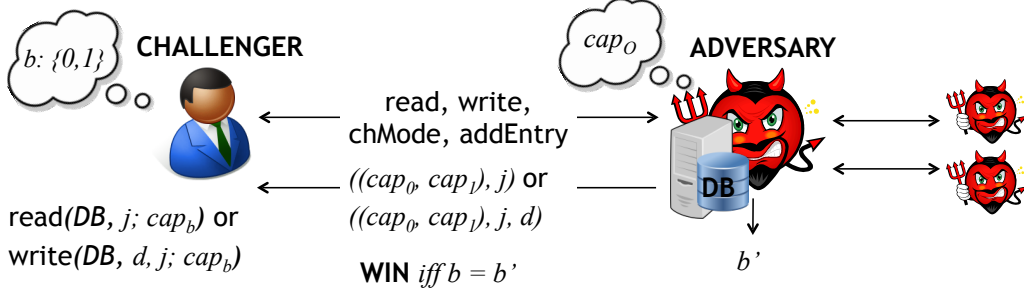 b: {0,1}
CHALLENGER
cap_O
ADVERSARY
read, write,
chMode, addEntry
((cap_0, cap_1), j) or
((cap_0, cap_1), j, d)
DB
read(DB, j; cap_b) or
write(DB, d, j; cap_b)
WIN iff b = b'
b'